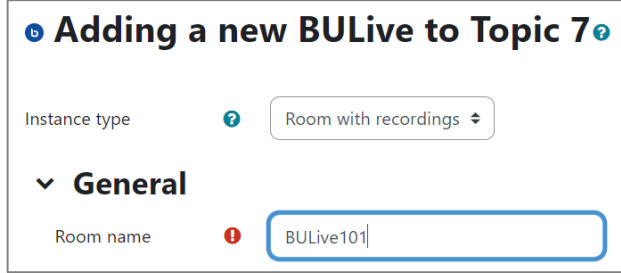 Adding a new BULive to Topic 7
Instance type Room with recordings
General
Room name BULive101